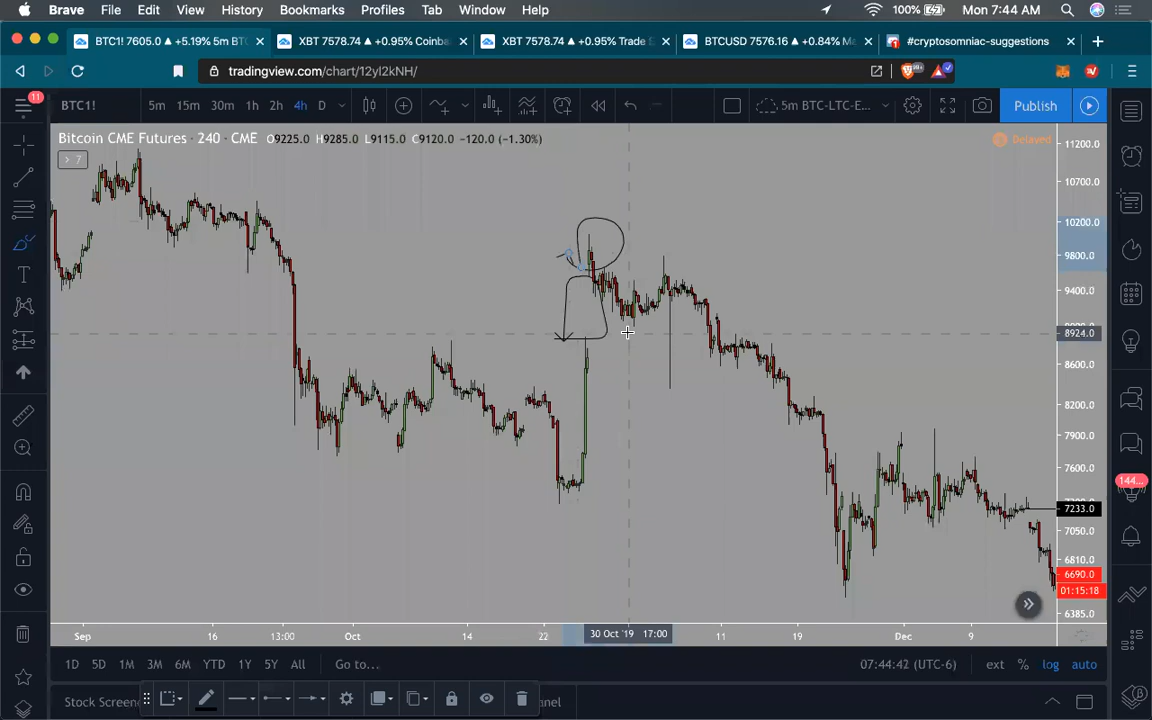 Brave File Edit View History Bookmarks Profiles Tab Window Help 100% Mon 7:44 AM
BTC1! 7605.0 ▲ +5.19% 5m BTC × XBT 7578.74 ▲ +0.95% Coinba × XBT 7578.74 ▲ +0.95% Trade × BTCUSD 7576.16 ▲ +0.84% × #cryptosomniac-suggestions ×
tradingview.com/chart/12yI2kNH/
11
BTC1! 5m 15m 30m 1h 2h 4h D 5m BTC-LTC-E... Publish
Bitcoin CME Futures · 240 · CME O9225.0 H9285.0 L9115.0 C9120.0 −120.0 (−1.30%)
Delayed
7
11200.0
10700.0
10200.0
9800.0
9400.0
8924.0
8600.0
8200.0
7900.0
7600.0
7233.0
7050.0
6810.0
6690.0
01:15:18
6385.0
144...
Sep 16 13:00 Oct 14 22 30 Oct '19 17:00 11 19 Dec 9
1D 5D 1M 3M 6M YTD 1Y 5Y All Go to... 07:44:42 (UTC-6) ext % log auto
Stock Screen